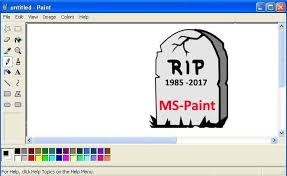 untitled - Paint
File Edit View Image Colors Help
RIP
1985 -2017
MS-Paint
For Help, click Help Topics on the Help Menu.